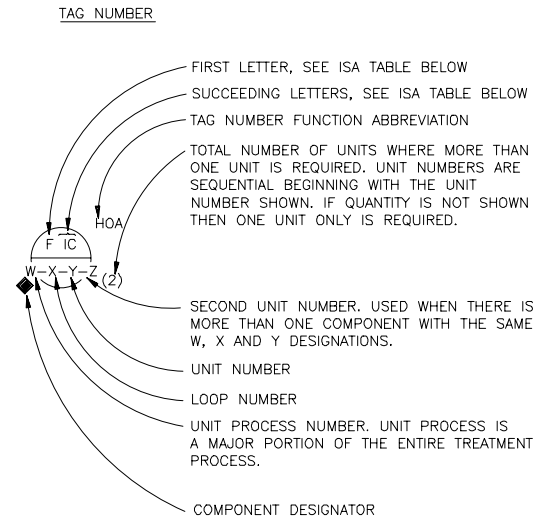 TAG NUMBER
FIRST LETTER, SEE ISA TABLE BELOW
SUCCEEDING LETTERS, SEE ISA TABLE BELOW
TAG NUMBER FUNCTION ABBREVIATION
TOTAL NUMBER OF UNITS WHERE MORE THAN
ONE UNIT IS REQUIRED. UNIT NUMBERS ARE
SEQUENTIAL BEGINNING WITH THE UNIT
NUMBER SHOWN. IF QUANTITY IS NOT SHOWN
THEN ONE UNIT ONLY IS REQUIRED.
HOA
F IC
W-X-Y-Z
(2)
SECOND UNIT NUMBER. USED WHEN THERE IS
MORE THAN ONE COMPONENT WITH THE SAME
W, X AND Y DESIGNATIONS.
UNIT NUMBER
LOOP NUMBER
UNIT PROCESS NUMBER. UNIT PROCESS IS
A MAJOR PORTION OF THE ENTIRE TREATMENT
PROCESS.
COMPONENT DESIGNATOR